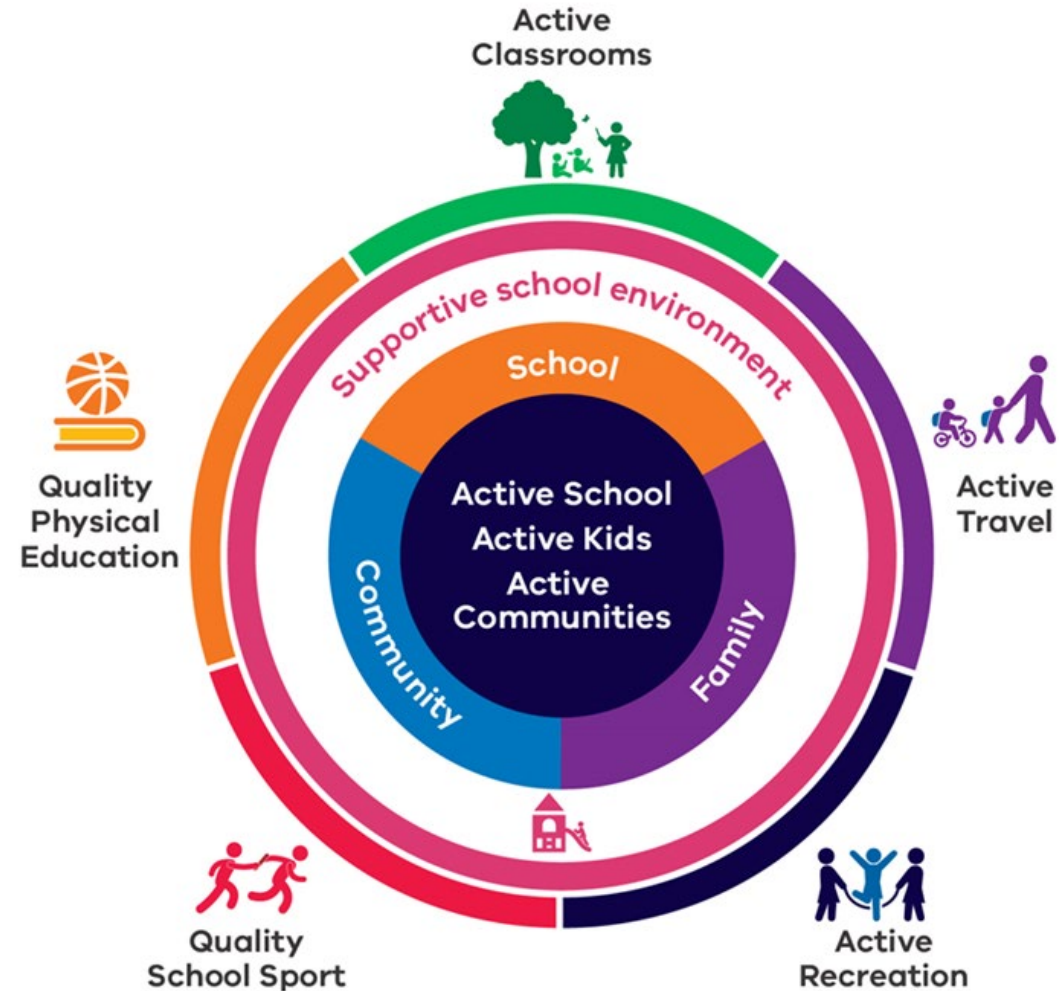 Active
Classrooms
Supportive school environment
School
Quality
Physical
Education
Active School
Active Kids
Active
Communities
Active
Travel
Community
Family
Quality
School Sport
Active
Recreation